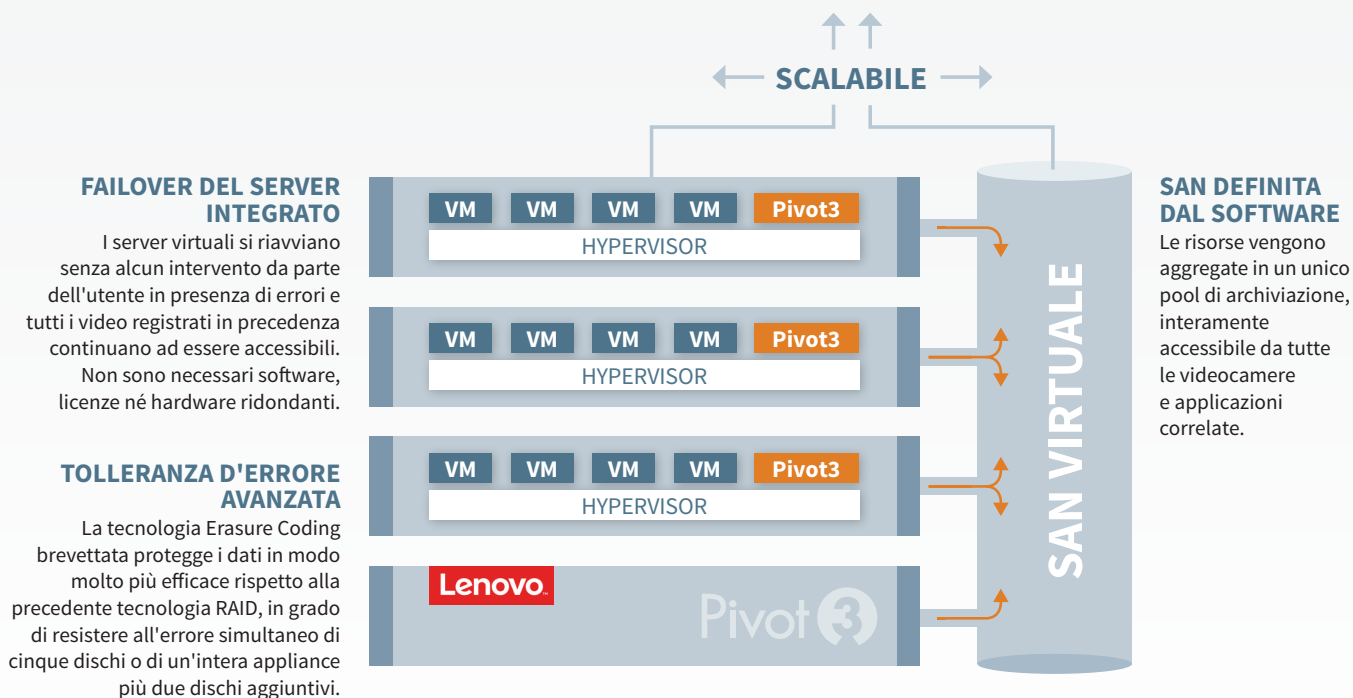 SCALABILE
FAILOVER DEL SERVER
INTEGRATO
I server virtuali si riavviano
senza alcun intervento da parte
dell'utente in presenza di errori e
tutti i video registrati in precedenza
continuano ad essere accessibili.
Non sono necessari software,
licenze né hardware ridondanti.
TOLLERANZA D'ERRORE
AVANZATA
La tecnologia Erasure Coding
brevettata protegge i dati in modo
molto più efficace rispetto alla
precedente tecnologia RAID, in grado
di resistere all'errore simultaneo di
cinque dischi o di un'intera appliance
più due dischi aggiuntivi.
VM VM VM VM Pivot3
HYPERVISOR
VM VM VM VM Pivot3
HYPERVISOR
VM VM VM VM Pivot3
HYPERVISOR
Lenovo™
Pivot3
SAN VIRTUALE
SAN DEFINITA
DAL SOFTWARE
Le risorse vengono
aggregate in un unico
pool di archiviazione,
interamente
accessibile da tutte
le videocamere
e applicazioni
correlate.